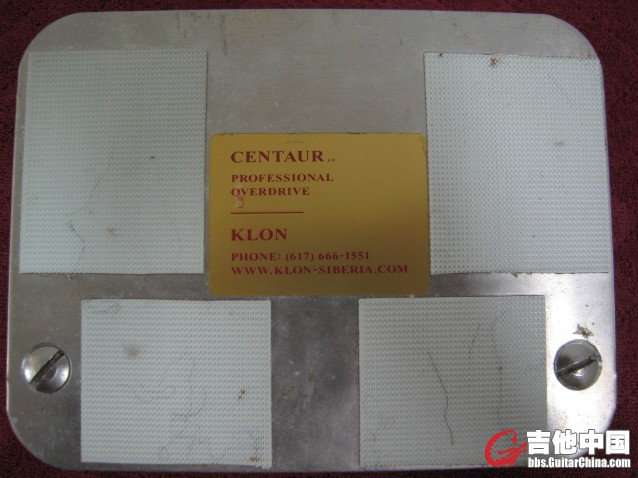 CENTAUR
PROFESSIONAL
OVERDRIVE
KLON
PHONE: (617) 666-1551
WWW.KLON-SIBERIA.COM
吉他中国
bbs.GuitarChina.com